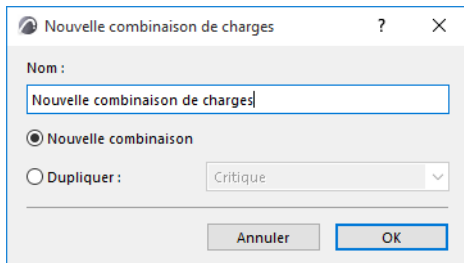 Nouvelle combinaison de charges
?
Nom :
Nouvelle combinaison de charges
Nouvelle combinaison
Dupliquer : Critique
Annuler OK